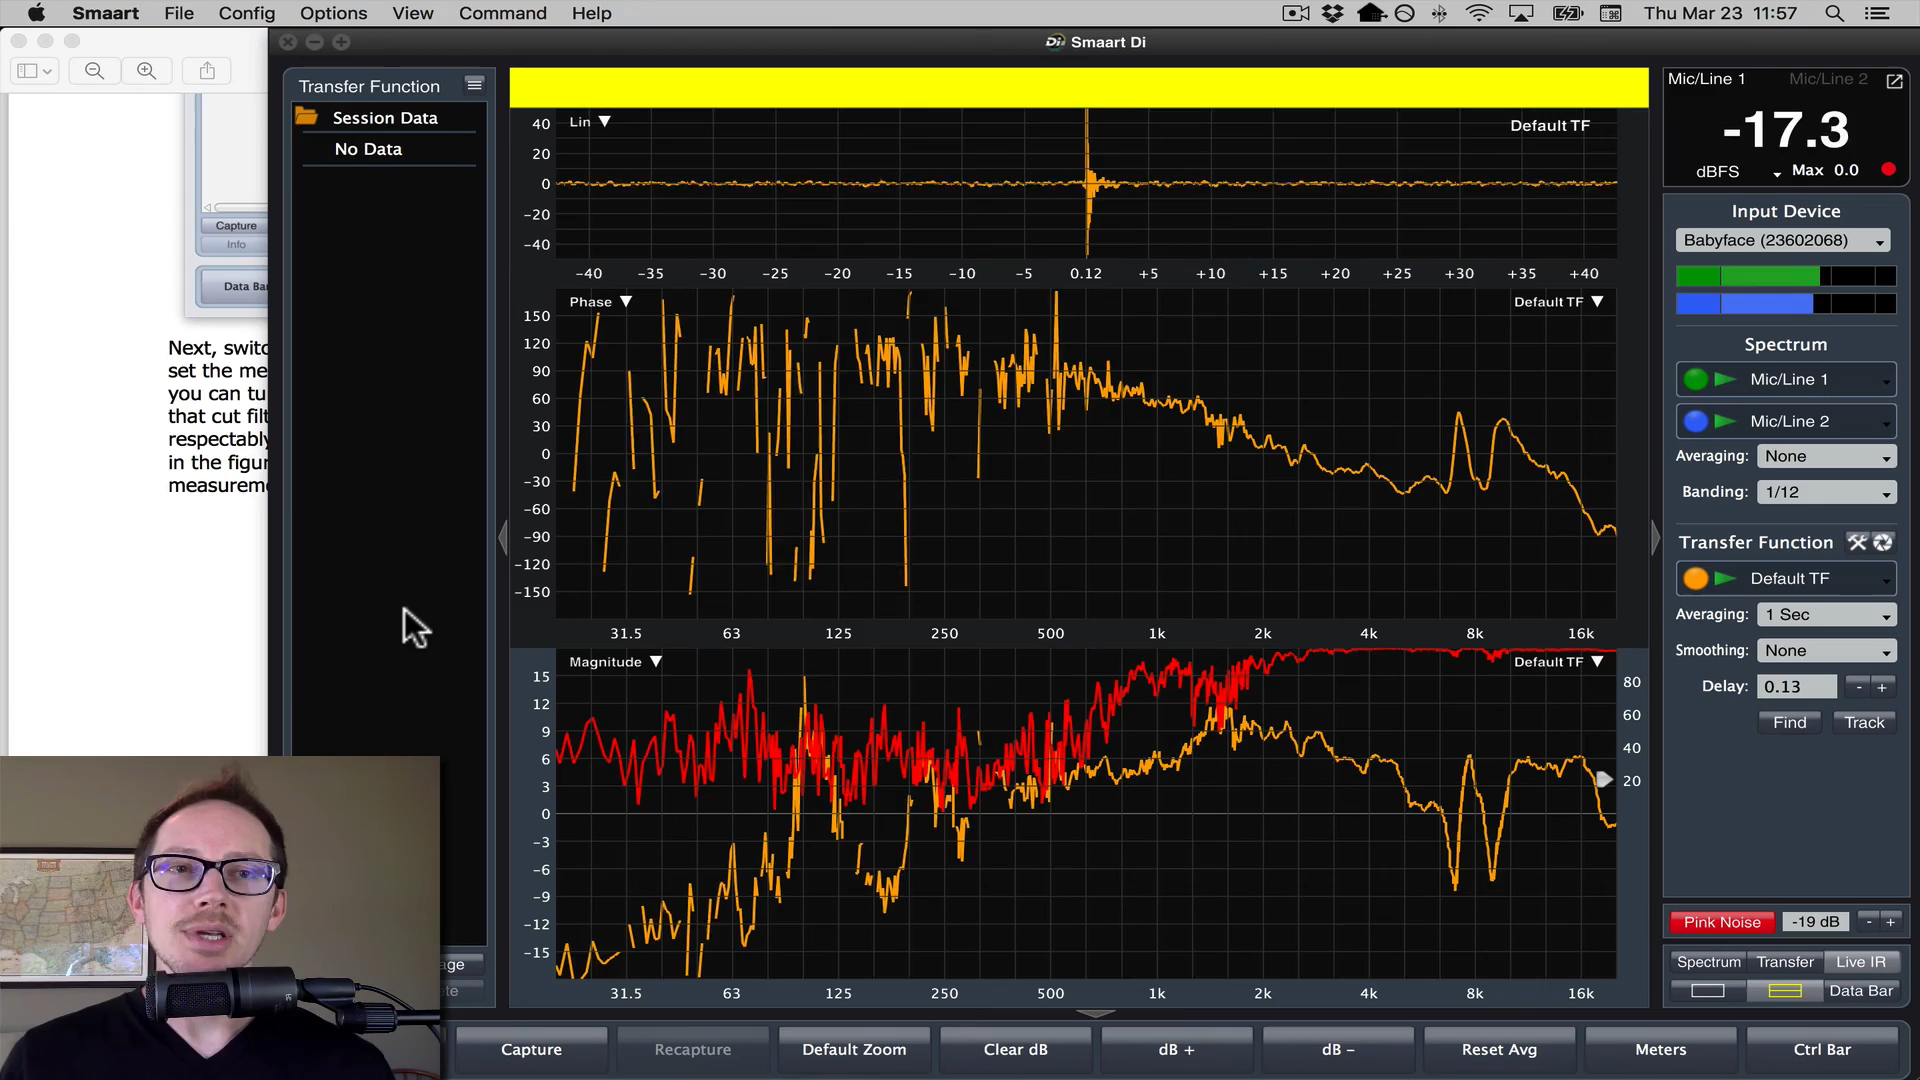 Smaart File Config Options View Command Help Thu Mar 23 11:57
Di Smaart Di
Transfer Function
Session Data
No Data
Capture
Info
Data Ba
Next, switc
set the me
you can tu
that cut filt
respectably
in the figur
measureme
Lin Default TF
40
20
0
-20
-40
-40 -35 -30 -25 -20 -15 -10 -5 0.12 +5 +10 +15 +20 +25 +30 +35 +40
Phase Default TF
150
120
90
60
30
0
-30
-60
-90
-120
-150
31.5 63 125 250 500 1k 2k 4k 8k 16k
Magnitude Default TF
15
12
9
6
3
0
-3
-6
-9
-12
-15
80
60
40
20
31.5 63 125 250 500 1k 2k 4k 8k 16k
Mic/Line 1 Mic/Line 2
-17.3
dBFS Max 0.0
Input Device
Babyface (23602068)
Spectrum
Mic/Line 1
Mic/Line 2
Averaging: None
Banding: 1/12
Transfer Function
Default TF
Averaging: 1 Sec
Smoothing: None
Delay: 0.13 - +
Find Track
Pink Noise -19 dB - +
Spectrum Transfer Live IR
Data Bar
age
te
Capture Recapture Default Zoom Clear dB dB + dB – Reset Avg Meters Ctrl Bar